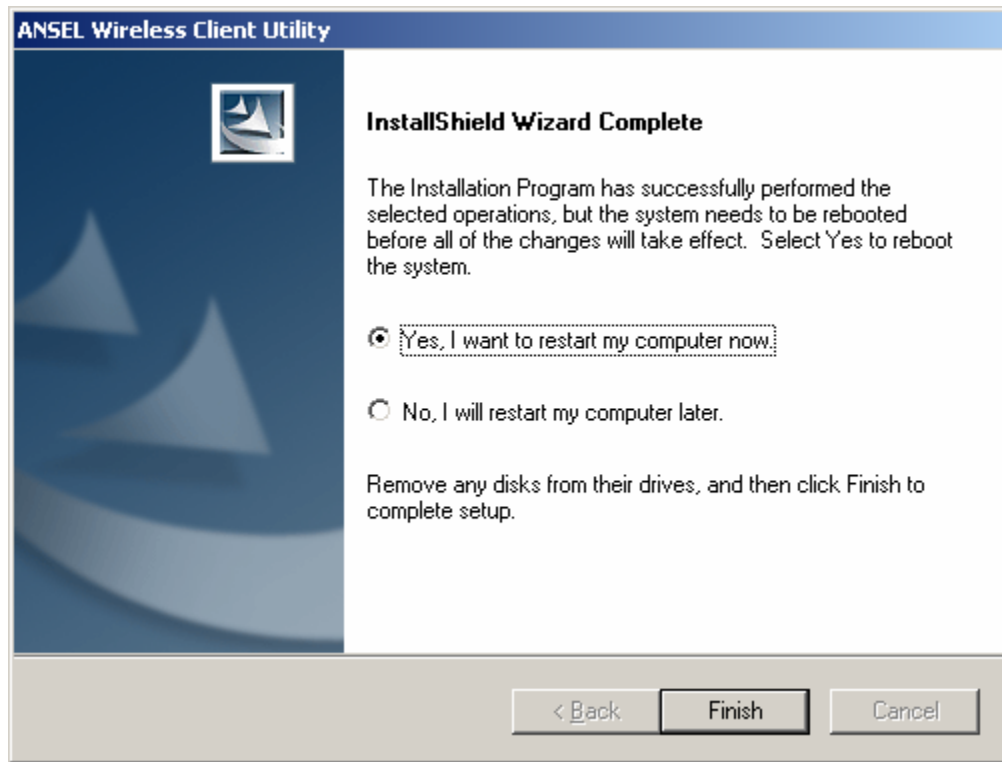 ANSEL Wireless Client Utility
InstallShield Wizard Complete
The Installation Program has successfully performed the
selected operations, but the system needs to be rebooted
before all of the changes will take effect.  Select Yes to reboot
the system.
Yes, I want to restart my computer now.
No, I will restart my computer later.
Remove any disks from their drives, and then click Finish to
complete setup.
< Back
Finish
Cancel